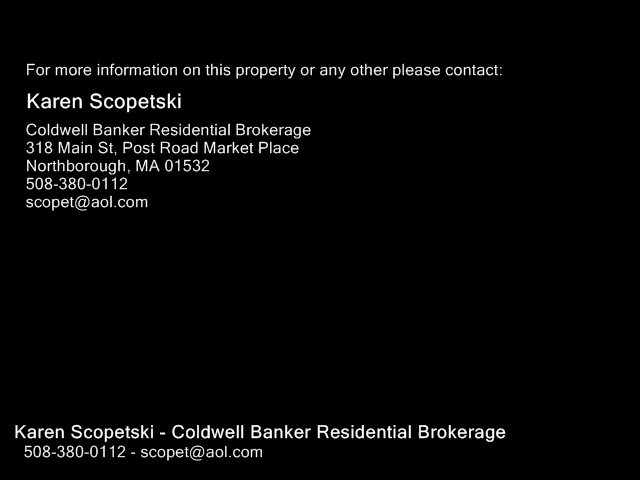 For more information on this property or any other please contact:
Karen Scopetski
Coldwell Banker Residential Brokerage
318 Main St, Post Road Market Place
Northborough, MA 01532
508-380-0112
scopet@aol.com
Karen Scopetski - Coldwell Banker Residential Brokerage
508-380-0112 - scopet@aol.com